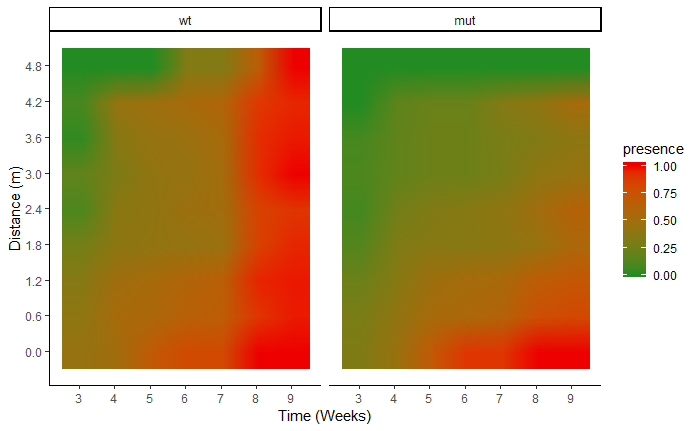 wt
mut
Distance (m)
4.8
4.2
3.6
3.0
2.4
1.8
1.2
0.6
0.0
3 4 5 6 7 8 9
3 4 5 6 7 8 9
Time (Weeks)
presence
1.00
0.75
0.50
0.25
0.00